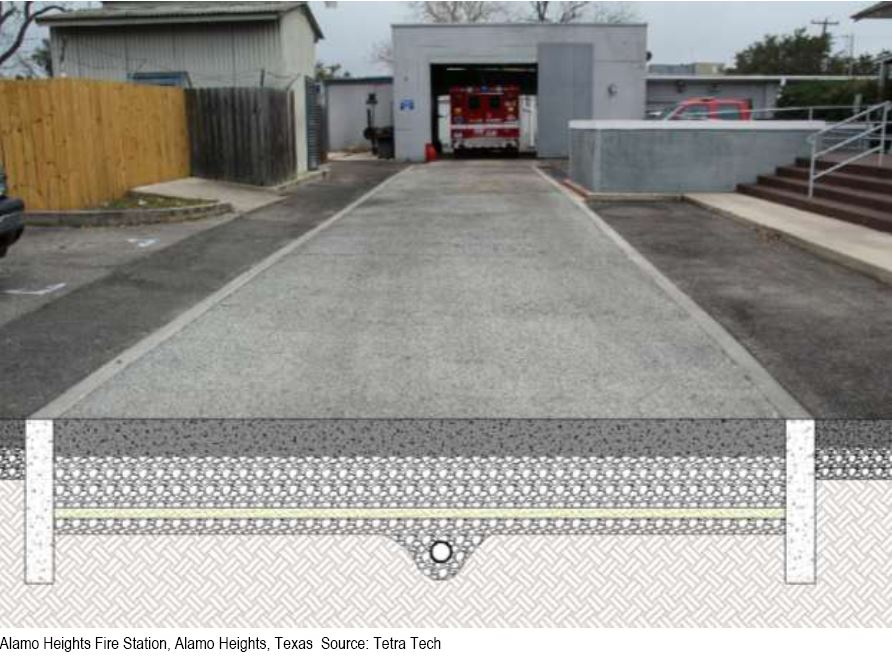 Alamo Heights Fire Station, Alamo Heights, Texas Source: Tetra Tech